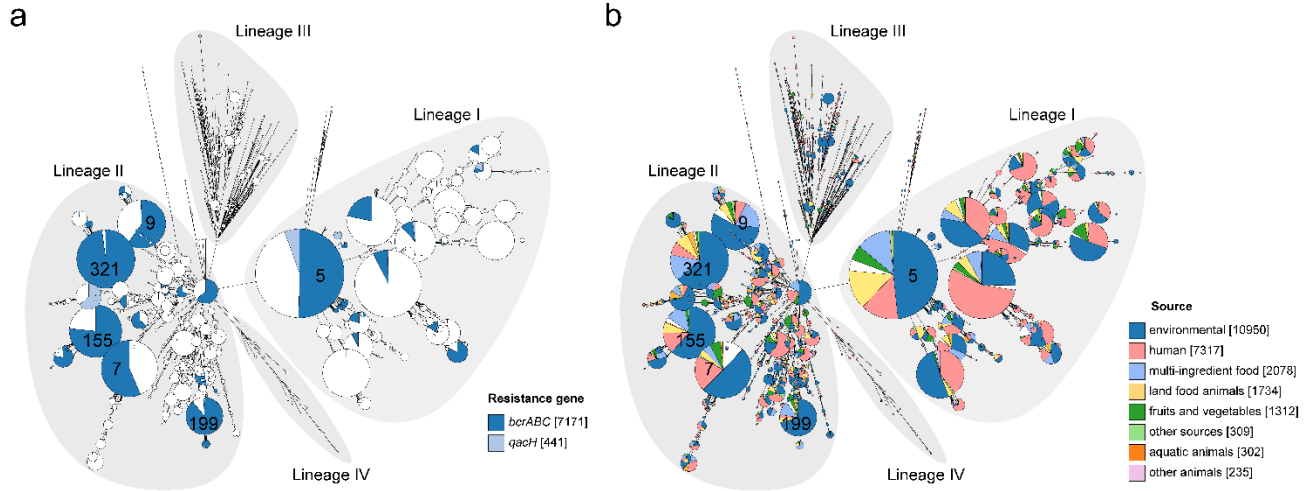 a
Lineage III
Lineage I
Lineage II
9
321
5
155
7
199
Lineage IV
Resistance gene
bcrABC [7171]
qacH [441]
b
Lineage III
Lineage I
Lineage II
9
321
5
155
7
199
Lineage IV
Source
environmental [10950]
human [7317]
multi-ingredient food [2078]
land food animals [1734]
fruits and vegetables [1312]
other sources [309]
aquatic animals [302]
other animals [235]